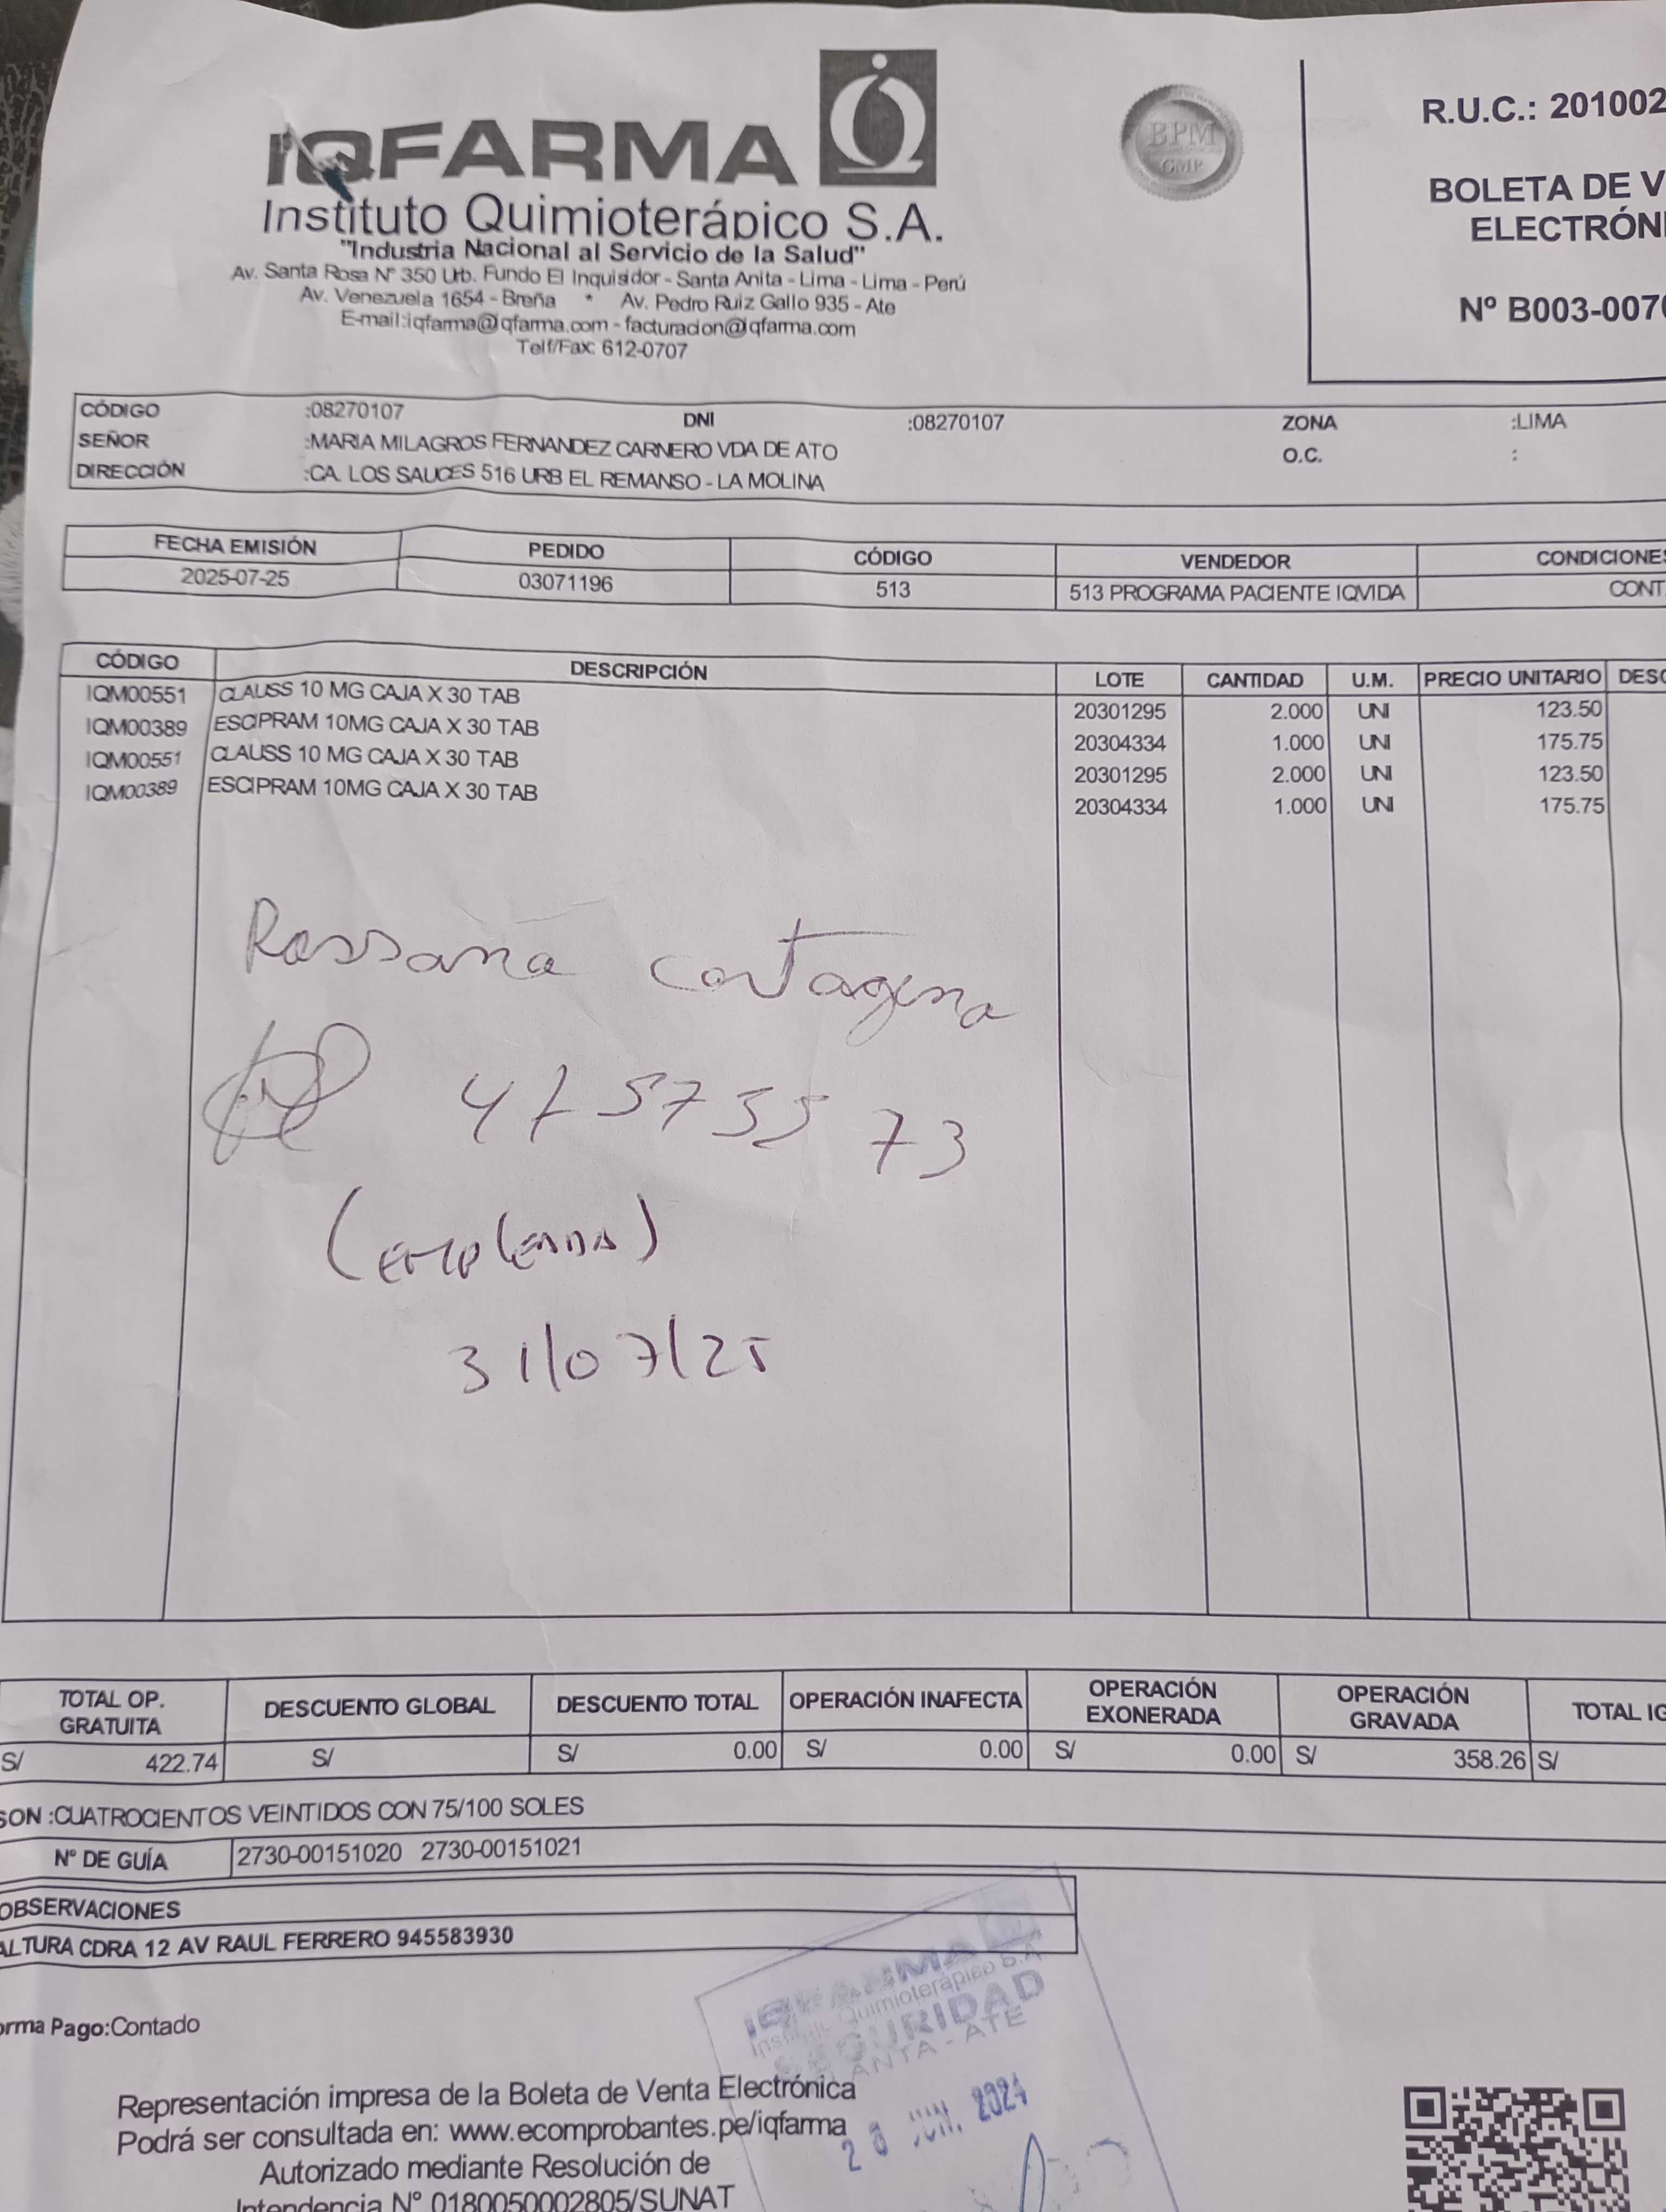 IQFARMA
Instituto Quimioterápico S.A.
"Industria Nacional al Servicio de la Salud"
Av. Santa Rosa Nº 350 Urb. Fundo El Inquisidor - Santa Anita - Lima - Lima - Perú
Av. Venezuela 1654 - Breña * Av. Pedro Ruiz Gallo 935 - Ate
E-mail:iqfarma@iqfarma.com - facturacion@iqfarma.com
Telf/Fax: 612-0707
BPM
GMP
R.U.C.: 201002
BOLETA DE V
ELECTRÓNI
Nº B003-0070
CÓDIGO :08270107 DNI :08270107 ZONA :LIMA
SEÑOR :MARIA MILAGROS FERNANDEZ CARNERO VDA DE ATO O.C. :
DIRECCIÓN :CA. LOS SAUCES 516 URB EL REMANSO - LA MOLINA
FECHA EMISIÓN PEDIDO CÓDIGO VENDEDOR CONDICIONES
2025-07-25 03071196 513 513 PROGRAMA PACIENTE IQVIDA CONT
CÓDIGO DESCRIPCIÓN LOTE CANTIDAD U.M. PRECIO UNITARIO DESC
IQM00551 CLAUSS 10 MG CAJA X 30 TAB 20301295 2.000 UNI 123.50
IQM00389 ESCIPRAM 10MG CAJA X 30 TAB 20304334 1.000 UNI 175.75
IQM00551 CLAUSS 10 MG CAJA X 30 TAB 20301295 2.000 UNI 123.50
IQM00389 ESCIPRAM 10MG CAJA X 30 TAB 20304334 1.000 UNI 175.75
Rossana Cartagena
(empleada)
31/07/25
TOTAL OP. GRATUITA DESCUENTO GLOBAL DESCUENTO TOTAL OPERACIÓN INAFECTA OPERACIÓN EXONERADA OPERACIÓN GRAVADA TOTAL IG
S/ 422.74 S/ S/ 0.00 S/ 0.00 S/ 0.00 S/ 358.26 S/
SON :CUATROCIENTOS VEINTIDOS CON 75/100 SOLES
Nº DE GUÍA 2730-00151020 2730-00151021
OBSERVACIONES
ALTURA CDRA 12 AV RAUL FERRERO 945583930
orma Pago:Contado
IQFARMA
Instituto Quimioterápico S.A
SEGURIDAD
PLANTA - ATE
JUN. 2024
Representación impresa de la Boleta de Venta Electrónica
Podrá ser consultada en: www.ecomprobantes.pe/iqfarma
Autorizado mediante Resolución de
Intendencia Nº 0180050002805/SUNAT